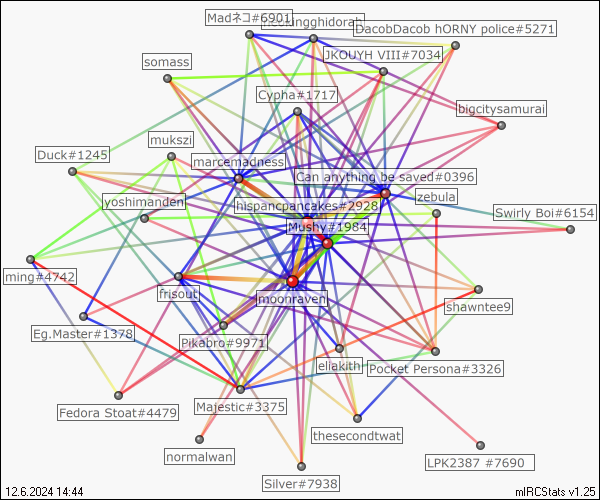 Madネコ#6901
neckingghidorah
DacobDacob hORNY police#5271
JKOUYH VIII#7034
somass
Cypha#1717
bigcitysamurai
mukszi
Duck#1245
marcemadness
Can anything be saved#0396
zebula
yoshimanden
hispancpancakes#2928
Swirly Boi#6154
Mushy#1984
ming#4742
frisout
moonraven
shawntee9
Eg.Master#1378
Pikabro#9971
eliakith
Pocket Persona#3326
Fedora Stoat#4479
Majestic#3375
thesecondtwat
normalwan
LPK2387 #7690
Silver#7938
12.6.2024 14:44
mIRCStats v1.25